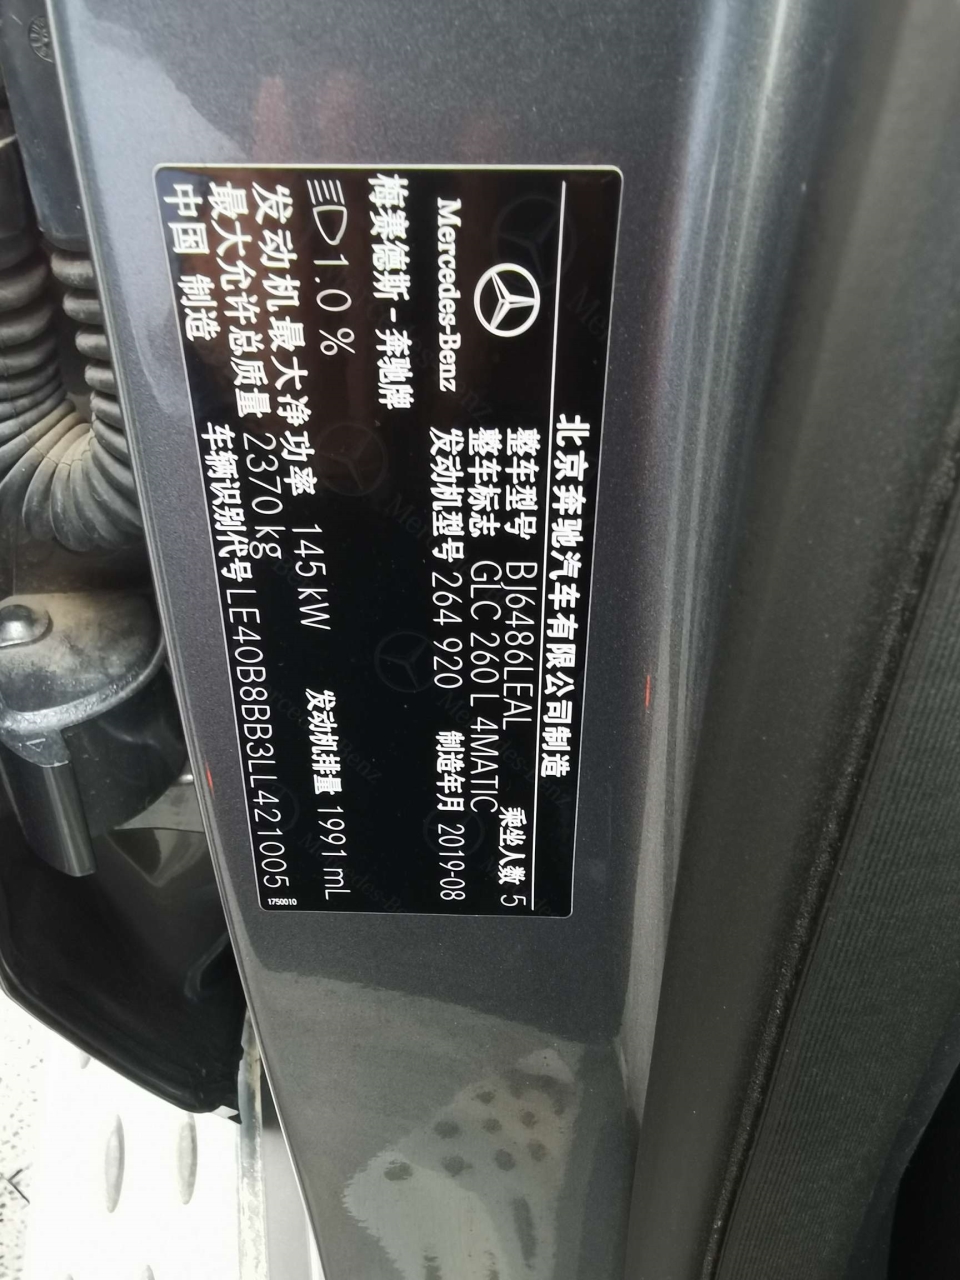 北京奔驰汽车有限公司制造
Mercedes-Benz
整车型号 BJ6486LEAL 乘坐人数 5
整车标志 GLC 260 L 4MATIC
发动机型号 264 920 制造年月 2019-08
梅赛德斯-奔驰牌
1.0 %
发动机排量 1991 mL
发动机最大净功率 145 kW
最大允许总质量 2370 kg
车辆识别代号 LE40B8BB3LL421005
中国 制造
1750010